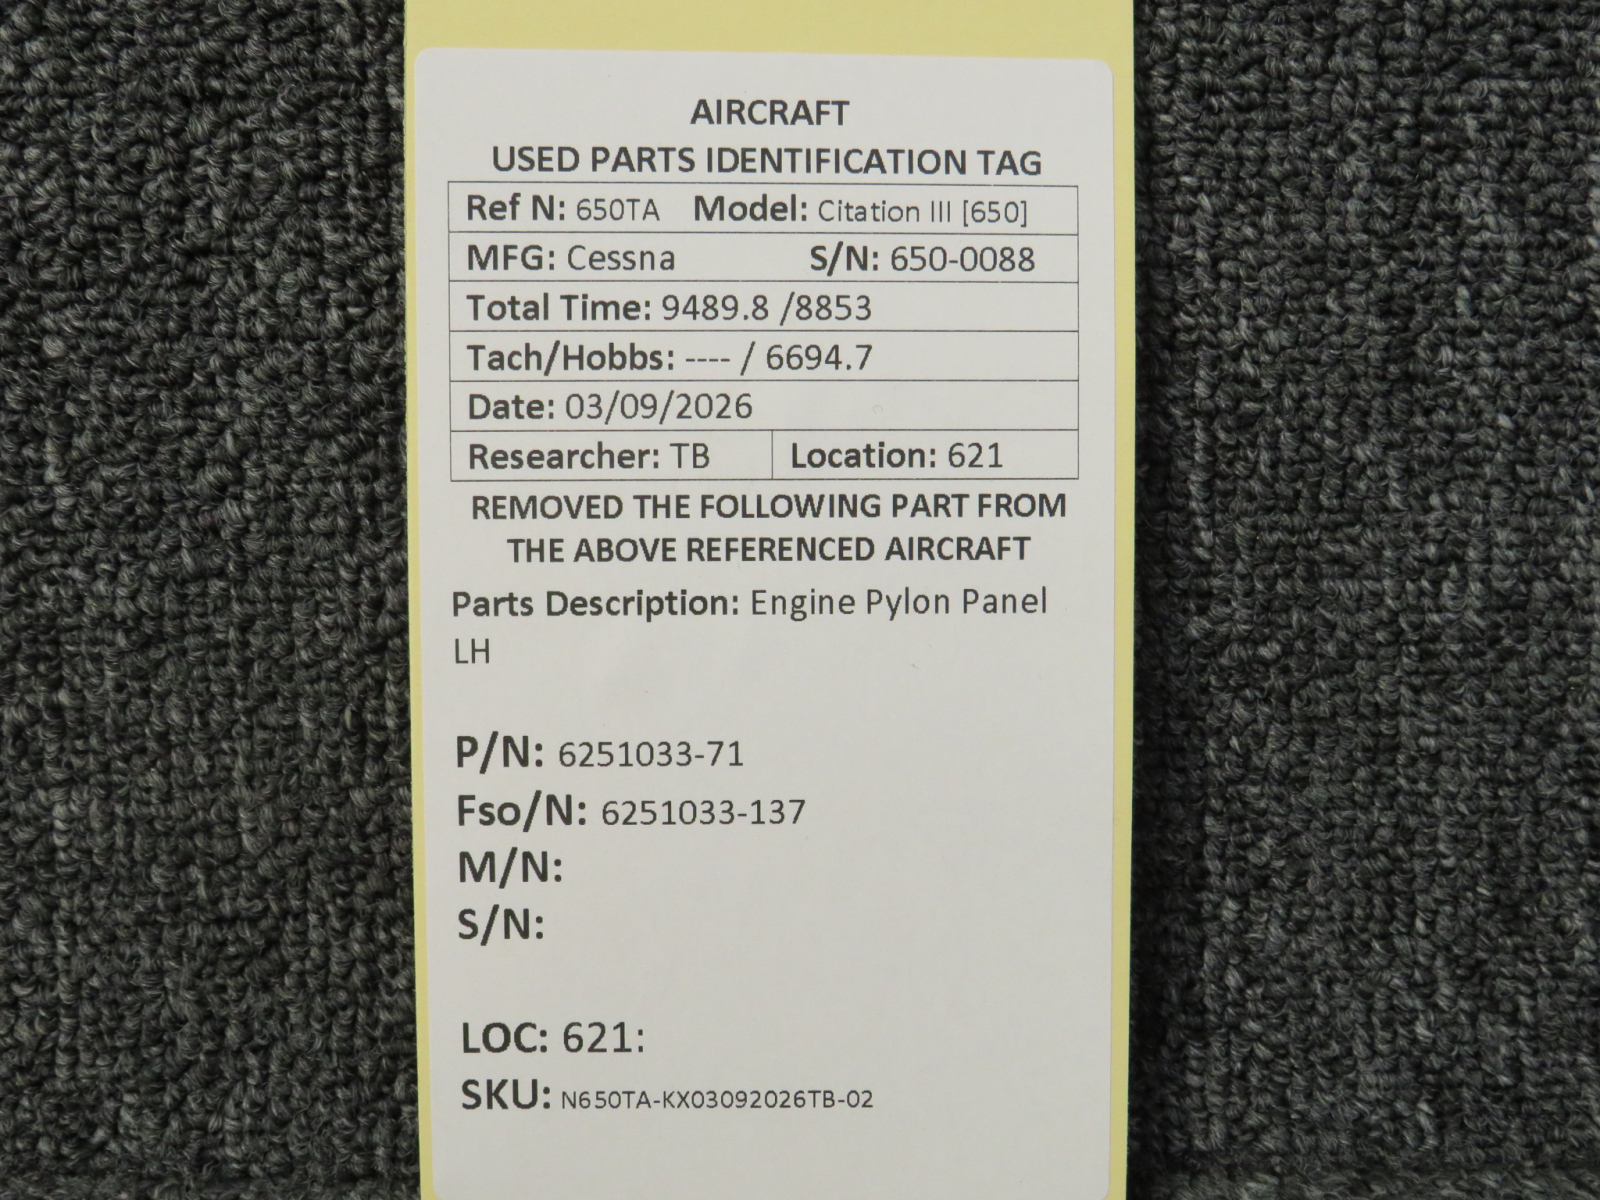 AIRCRAFT
USED PARTS IDENTIFICATION TAG
Ref N: 650TA Model: Citation III [650]
MFG: Cessna S/N: 650-0088
Total Time: 9489.8 /8853
Tach/Hobbs: ---- / 6694.7
Date: 03/09/2026
Researcher: TB Location: 621
REMOVED THE FOLLOWING PART FROM
THE ABOVE REFERENCED AIRCRAFT
Parts Description: Engine Pylon Panel
LH
P/N: 6251033-71
Fso/N: 6251033-137
M/N:
S/N:
LOC: 621:
SKU: N650TA-KX03092026TB-02